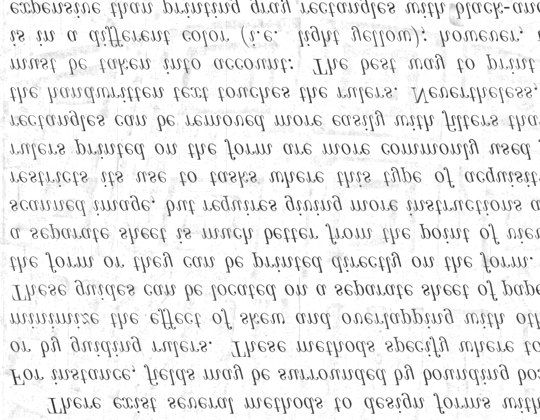 There exist several methods to design forms with
For instance, fields may be surrounded by bounding bo
or by guiding rulers. These methods specify where to
minimize the effect of skew and overlapping with oth
These guides can be located on a separate sheet of pape
the form or they can be printed directly on the form.
a separate sheet is much better from the point of vie
scanned image, but requires giving more instructions a
restricts its use to tasks where this type of acquisit
rulers printed on the form are more commonly used
rectangles can be removed more easily with filters tha
the handwritten text touches the rulers. Nevertheless,
must be taken into account: The best way to print
is in a different color (i.e. light yellow); however,
expensive than printing gray rectangles with black-and